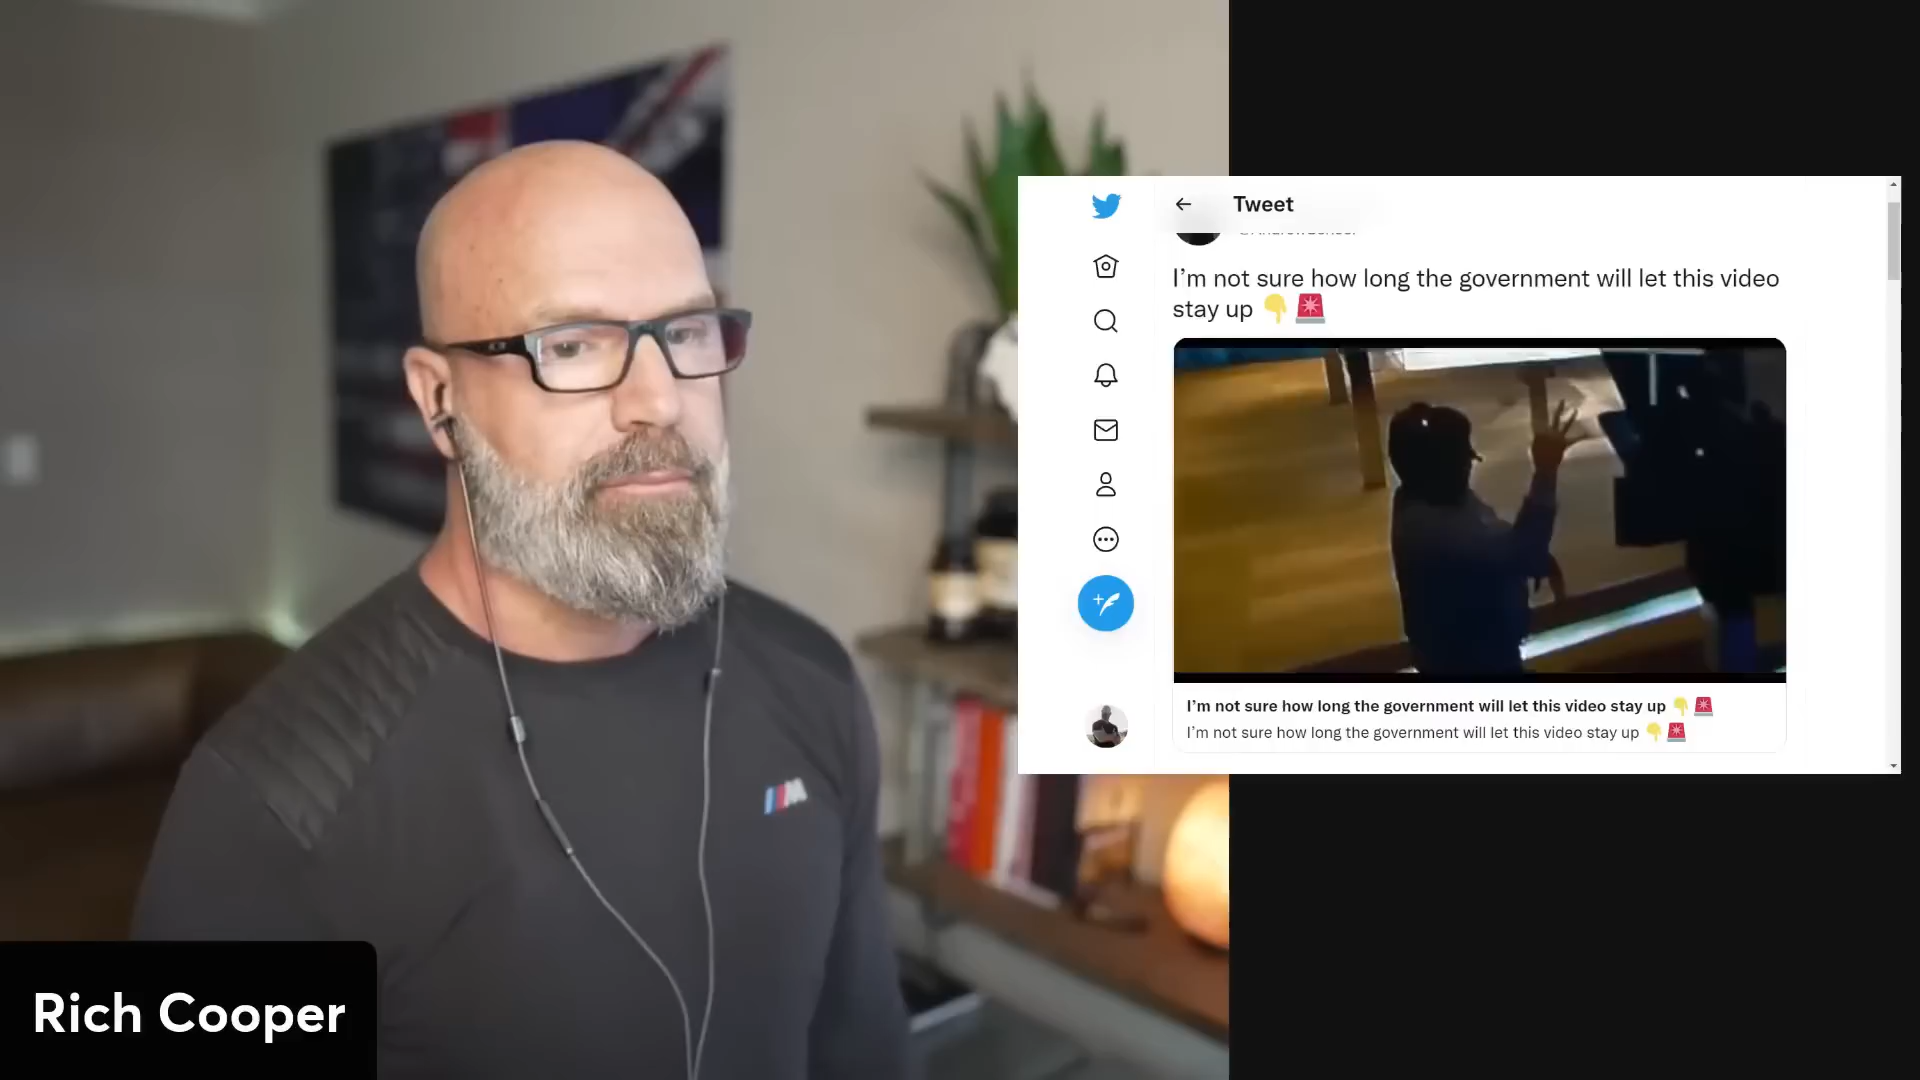 Tweet
I’m not sure how long the government will let this video
stay up 👇🚨
I’m not sure how long the government will let this video stay up 👇🚨
I’m not sure how long the government will let this video stay up 👇🚨
Rich Cooper